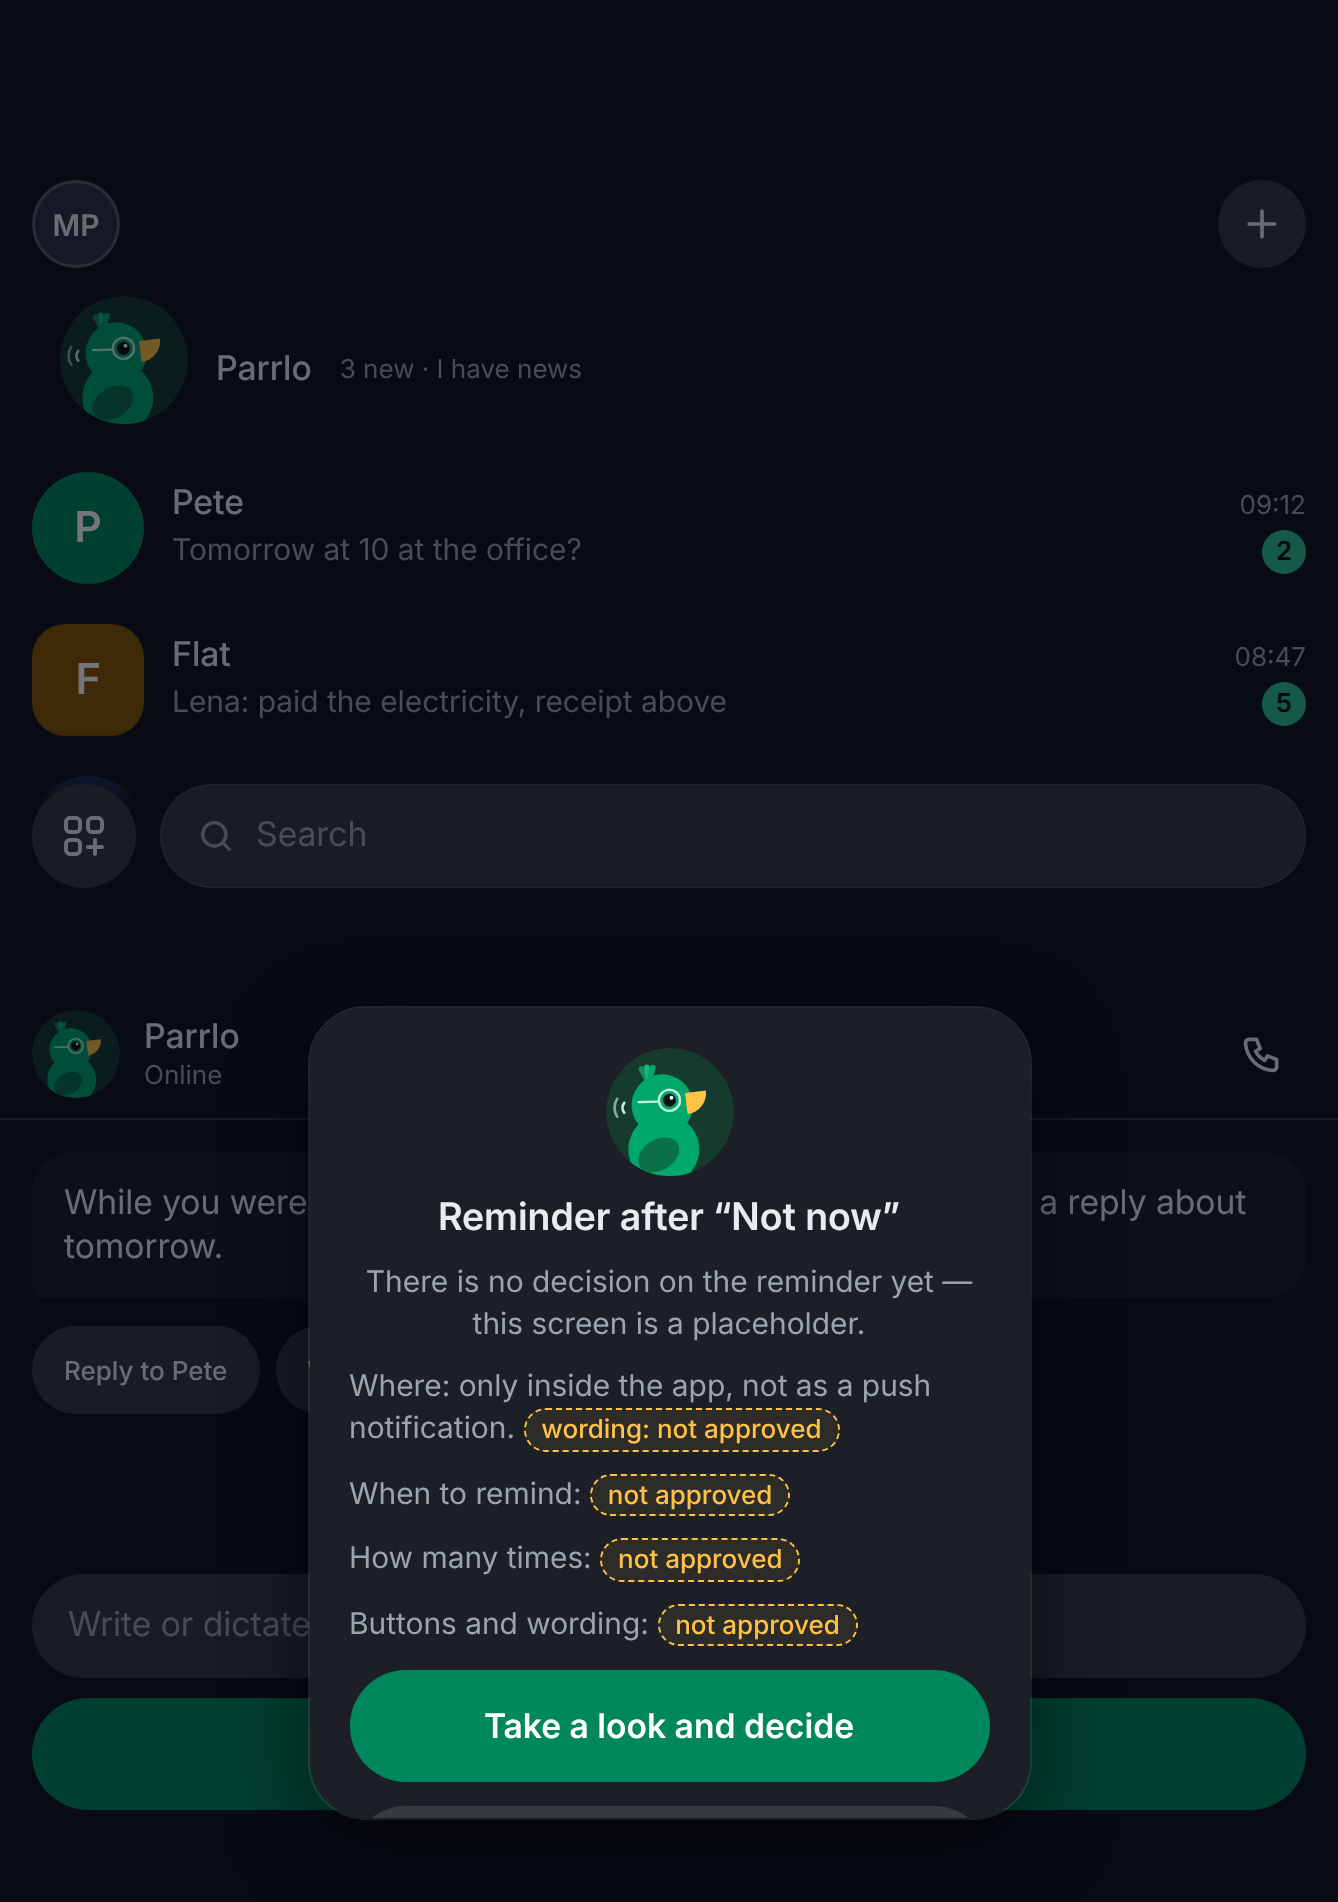 MP
Parrlo 3 new · I have news
P
Pete
09:12
Tomorrow at 10 at the office?
2
F
Flat
08:47
Lena: paid the electricity, receipt above
5
Search
Parrlo
Online
While you were
a reply about
tomorrow.
Reply to Pete
Write or dictate
Reminder after “Not now”
There is no decision on the reminder yet —
this screen is a placeholder.
Where: only inside the app, not as a push
notification. wording: not approved
When to remind: not approved
How many times: not approved
Buttons and wording: not approved
Take a look and decide